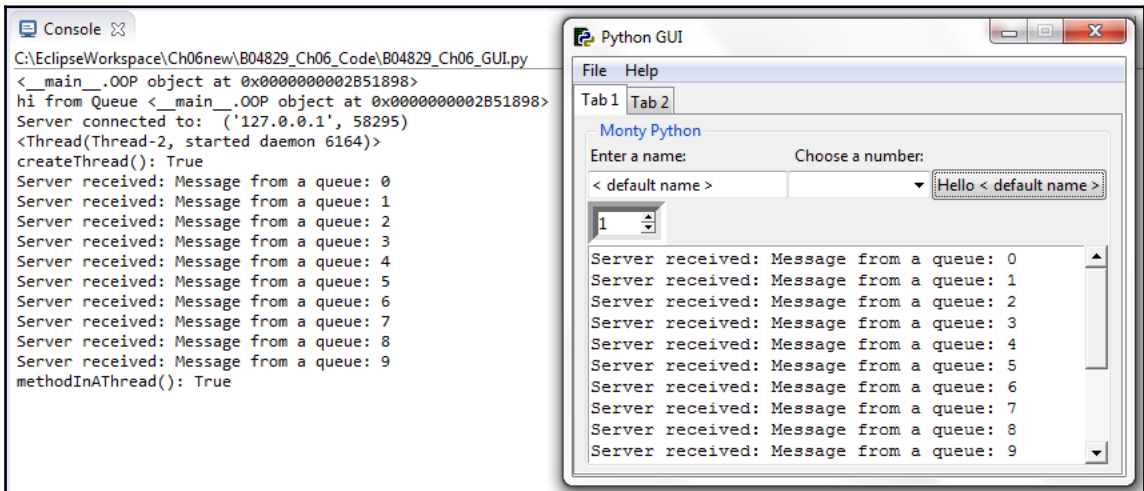 Console
C:\EclipseWorkspace\Ch06new\B04829_Ch06_Code\B04829_Ch06_GUI.py
<__main__.OOP object at 0x0000000002B51898>
hi from Queue <__main__.OOP object at 0x0000000002B51898>
Server connected to:  ('127.0.0.1', 58295)
<Thread(Thread-2, started daemon 6164)>
createThread(): True
Server received: Message from a queue: 0
Server received: Message from a queue: 1
Server received: Message from a queue: 2
Server received: Message from a queue: 3
Server received: Message from a queue: 4
Server received: Message from a queue: 5
Server received: Message from a queue: 6
Server received: Message from a queue: 7
Server received: Message from a queue: 8
Server received: Message from a queue: 9
methodInAThread(): True
Python GUI
File Help
Tab 1 Tab 2
Monty Python
Enter a name: Choose a number:
< default name > Hello < default name >
1
Server received: Message from a queue: 0
Server received: Message from a queue: 1
Server received: Message from a queue: 2
Server received: Message from a queue: 3
Server received: Message from a queue: 4
Server received: Message from a queue: 5
Server received: Message from a queue: 6
Server received: Message from a queue: 7
Server received: Message from a queue: 8
Server received: Message from a queue: 9